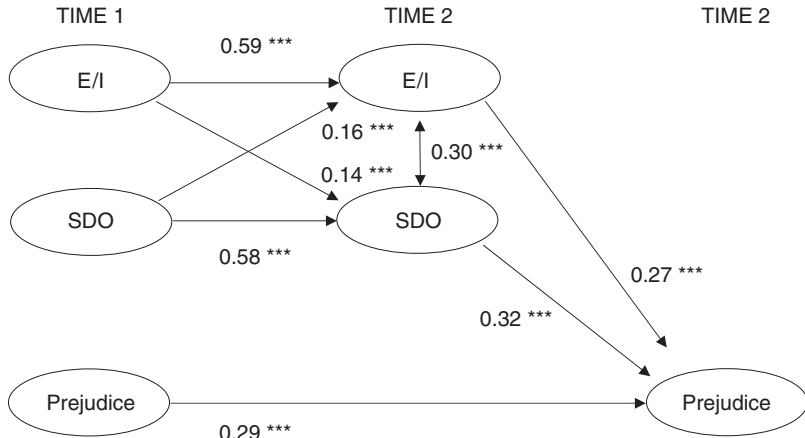 TIME 1 TIME 2 TIME 2
0.59 ***
E/I E/I
0.16 ***
0.30 ***
0.14 ***
SDO SDO
0.58 ***
0.27 ***
0.32 ***
Prejudice Prejudice
0.29 ***